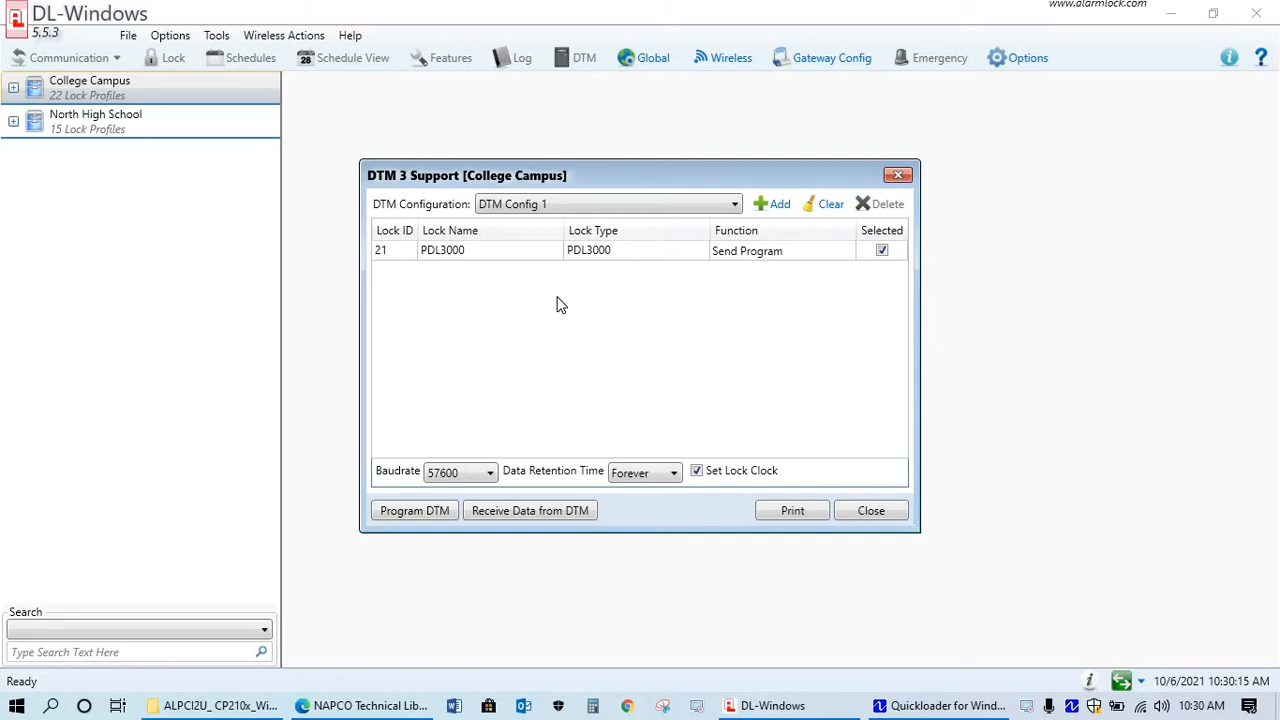 www.alarmlock.com
DL-Windows
5.5.3
File Options Tools Wireless Actions Help
Communication Lock Schedules 28 Schedule View Features Log DTM Global Wireless Gateway Config Emergency Options
College Campus
22 Lock Profiles
North High School
15 Lock Profiles
DTM 3 Support [College Campus]
DTM Configuration: DTM Config 1 Add Clear Delete
Lock ID Lock Name Lock Type Function Selected
21 PDL3000 PDL3000 Send Program
Baudrate 57600 Data Retention Time Forever Set Lock Clock
Program DTM Receive Data from DTM Print Close
Search
Type Search Text Here
Ready 10/6/2021 10:30:15 AM
ALPCI2U_CP210x_Wi... NAPCO Technical Lib... DL-Windows Quickloader for Wind... 10:30 AM